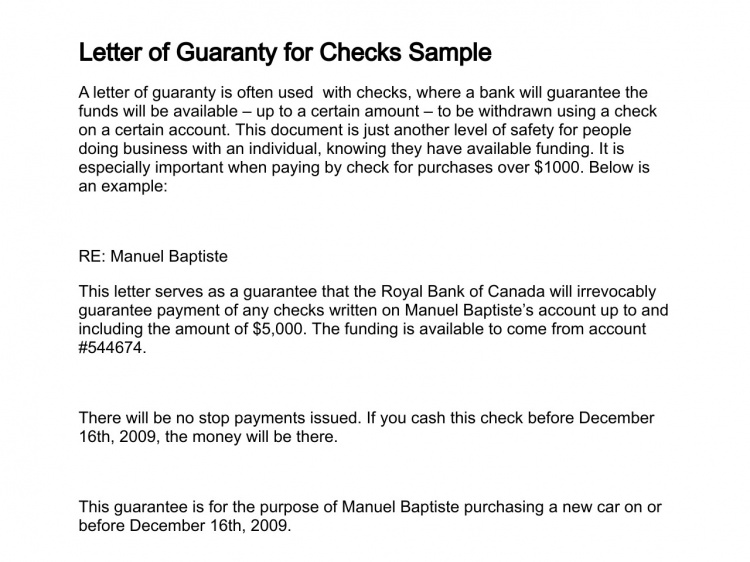 Letter of Guaranty for Checks Sample
A letter of guaranty is often used  with checks, where a bank will guarantee the
funds will be available – up to a certain amount – to be withdrawn using a check
on a certain account. This document is just another level of safety for people
doing business with an individual, knowing they have available funding. It is
especially important when paying by check for purchases over $1000. Below is
an example:
RE: Manuel Baptiste
This letter serves as a guarantee that the Royal Bank of Canada will irrevocably
guarantee payment of any checks written on Manuel Baptiste’s account up to and
including the amount of $5,000. The funding is available to come from account
#544674.
There will be no stop payments issued. If you cash this check before December
16th, 2009, the money will be there.
This guarantee is for the purpose of Manuel Baptiste purchasing a new car on or
before December 16th, 2009.